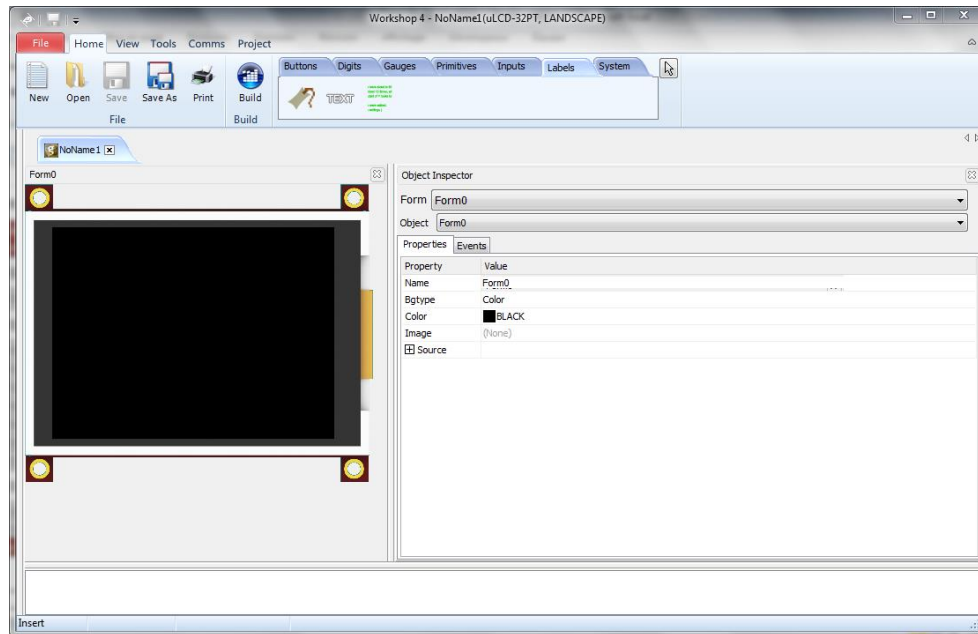 Workshop 4 - NoName1(uLCD-32PT, LANDSCAPE)
File Home View Tools Comms Project
Buttons Digits Gauges Primitives Inputs Labels System
New Open Save Save As Print Build
TEXT
File Build
NoName1
Form0 Object Inspector
Form Form0
Object Form0
Properties Events
Property Value
Name Form0
Bgtype Color
Color BLACK
Image (None)
Source
Insert